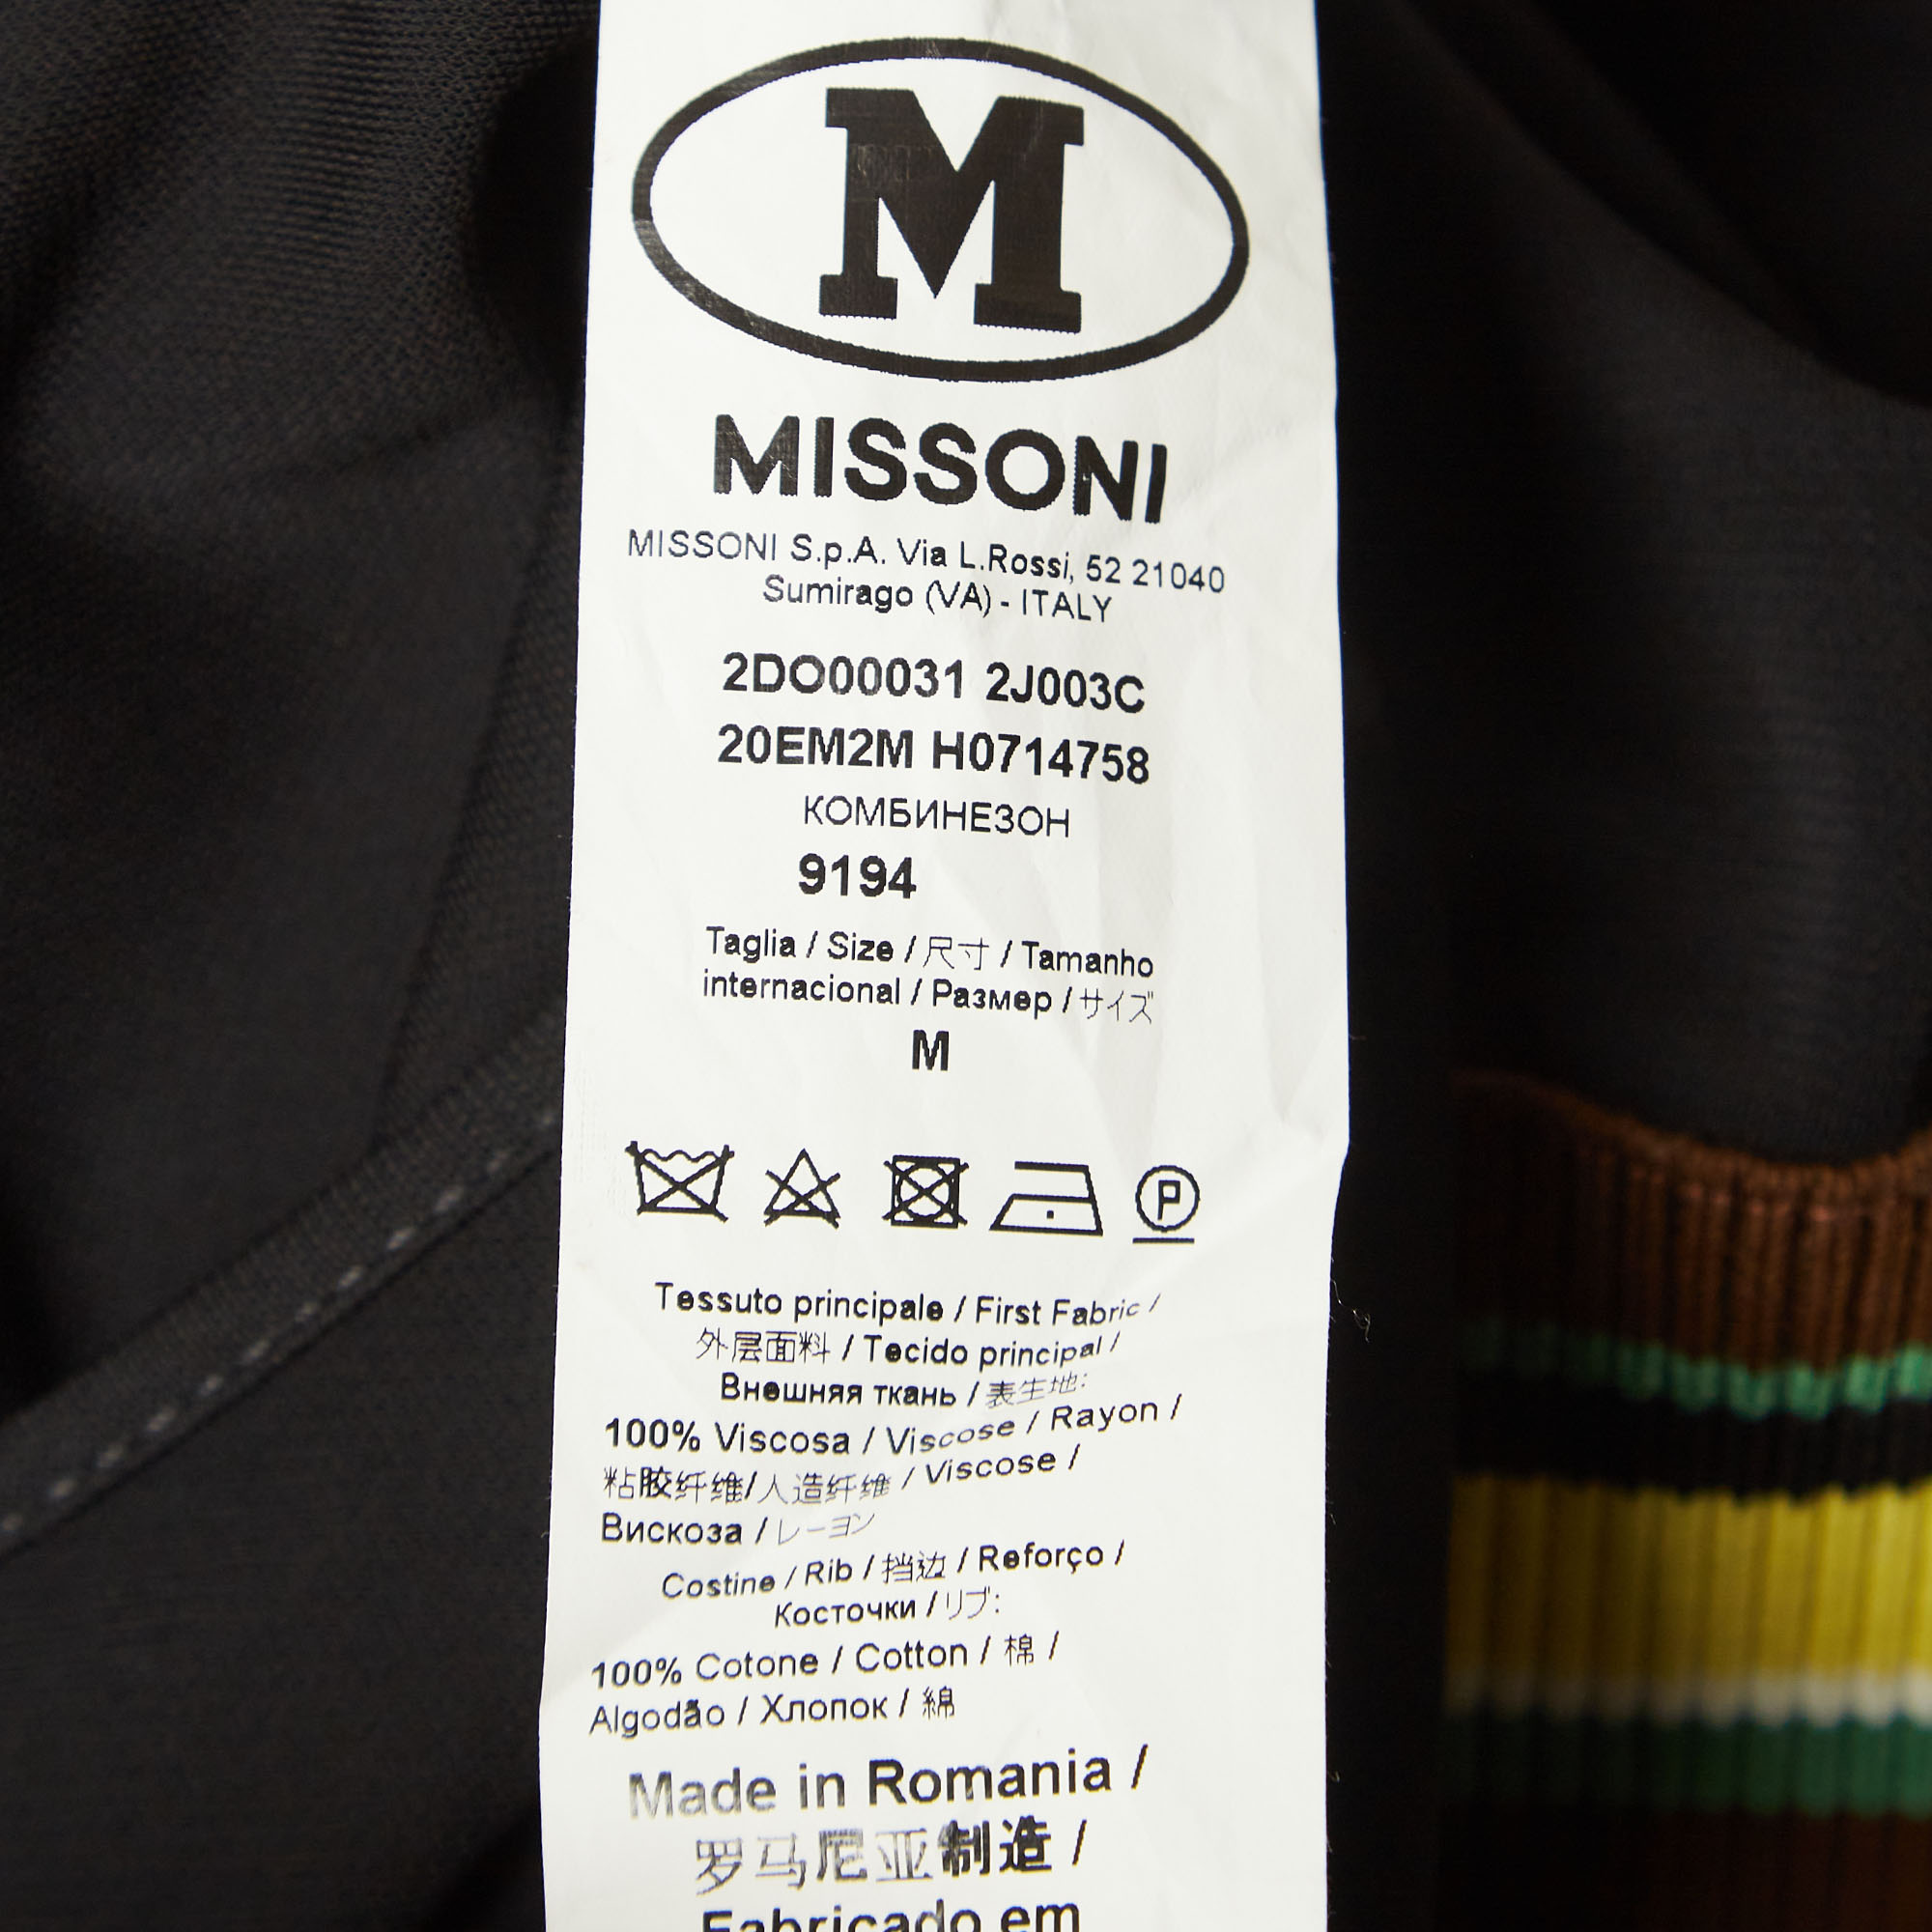 M
MISSONI
MISSONI S.p.A. Via L.Rossi, 52 21040
Sumirago (VA) - ITALY
2DO00031 2J003C
20EM2M H0714758
КОМБИНЕЗОН
9194
Taglia / Size / 尺寸 / Tamanho
internacional / Размер / サイズ
M
P
Tessuto principale / First Fabric /
外层面料 / Tecido principal /
Внешняя ткань / 表生地:
100% Viscosa / Viscose / Rayon /
粘胶纤维/人造纤维 / Viscose /
Вискоза / レーヨン
Costine / Rib / 挡边 / Reforço /
Косточки / リブ:
100% Cotone / Cotton / 棉 /
Algodão / Хлопок / 綿
Made in Romania /
罗马尼亚制造 /
Fabricado em